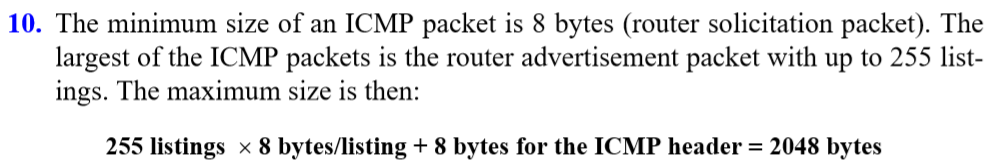 10. The minimum size of an ICMP packet is 8 bytes (router solicitation packet). The
largest of the ICMP packets is the router advertisement packet with up to 255 list-
ings. The maximum size is then:
255 listings × 8 bytes/listing + 8 bytes for the ICMP header = 2048 bytes